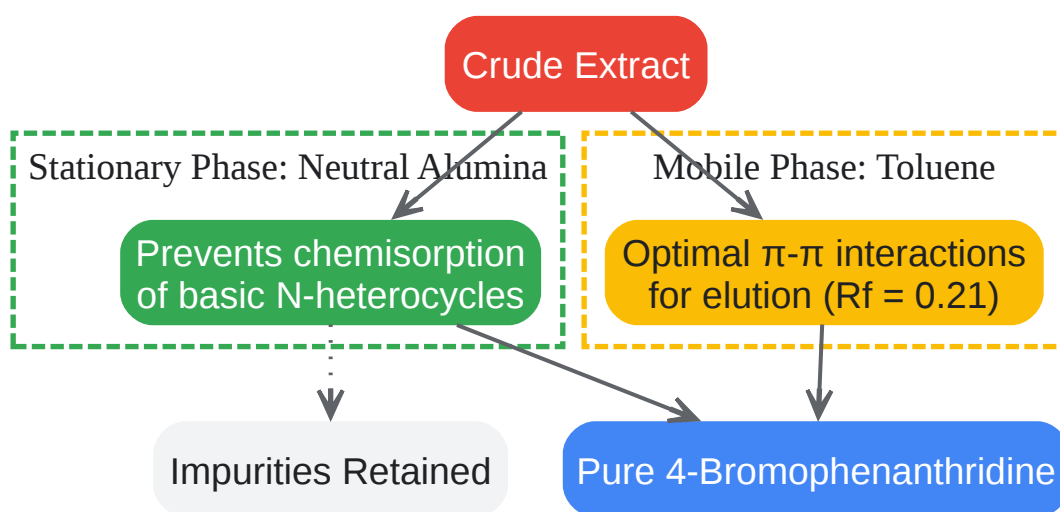 Crude Extract
Stationary Phase: Neutral Alumina
Mobile Phase: Toluene
Prevents chemisorption
of basic N-heterocycles
Optimal π-π interactions
for elution (Rf = 0.21)
Impurities Retained
Pure 4-Bromophenanthridine